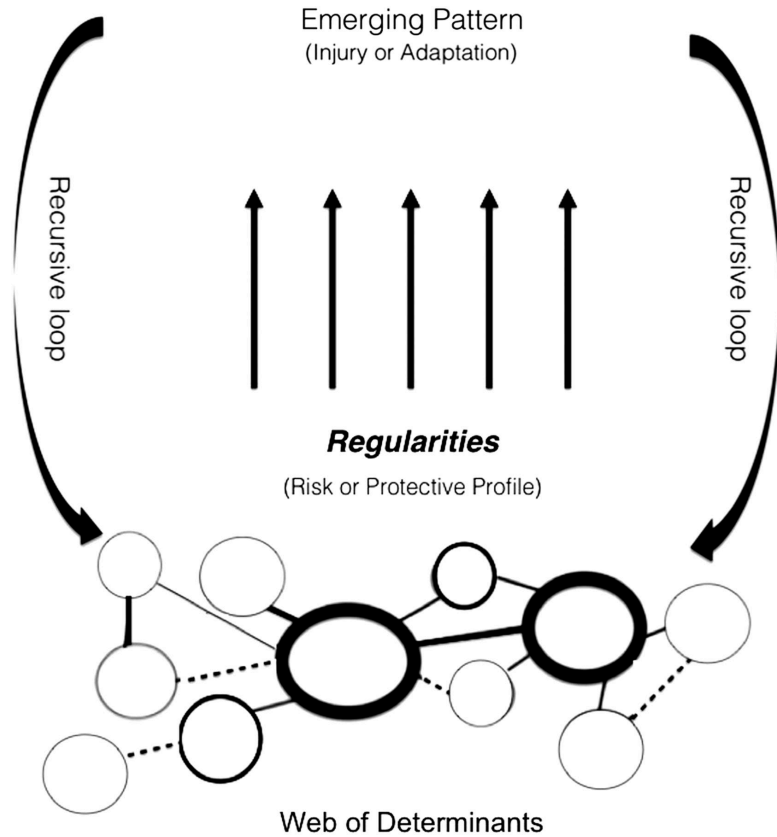 Emerging Pattern
(Injury or Adaptation)
Recursive loop
Recursive loop
Regularities
(Risk or Protective Profile)
Web of Determinants